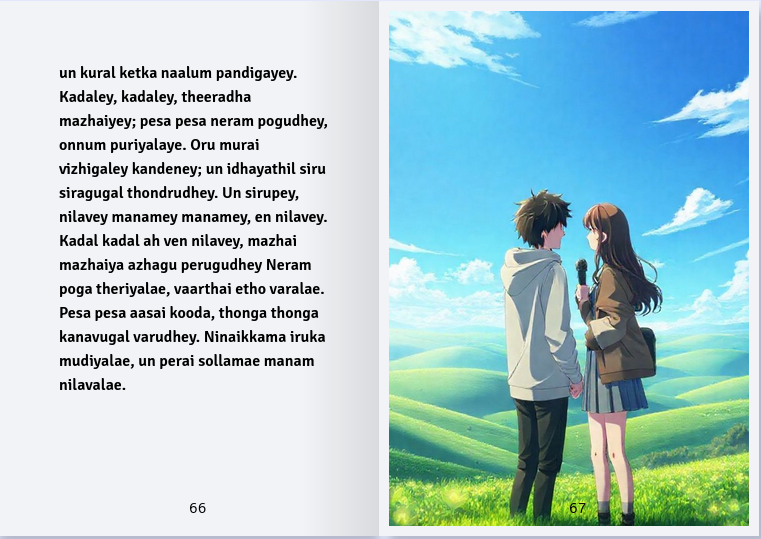 un kural ketka naalum pandigayey.
Kadaley, kadaley, theeradha
mazhaiyey; pesa pesa neram pogudhey,
onnum puriyalaye. Oru murai
vizhigaley kandeney; un idhayathil siru
siragugal thondrudhey. Un sirupey,
nilavey manamey manamey, en nilavey.
Kadal kadal ah ven nilavey, mazhai
mazhaiya azhagu perugudhey Neram
poga theriyalae, vaarthai etho varalae.
Pesa pesa aasai kooda, thonga thonga
kanavugal varudhey. Ninaikkama iruka
mudiyalae, un perai sollamae manam
nilavalae.
66
67